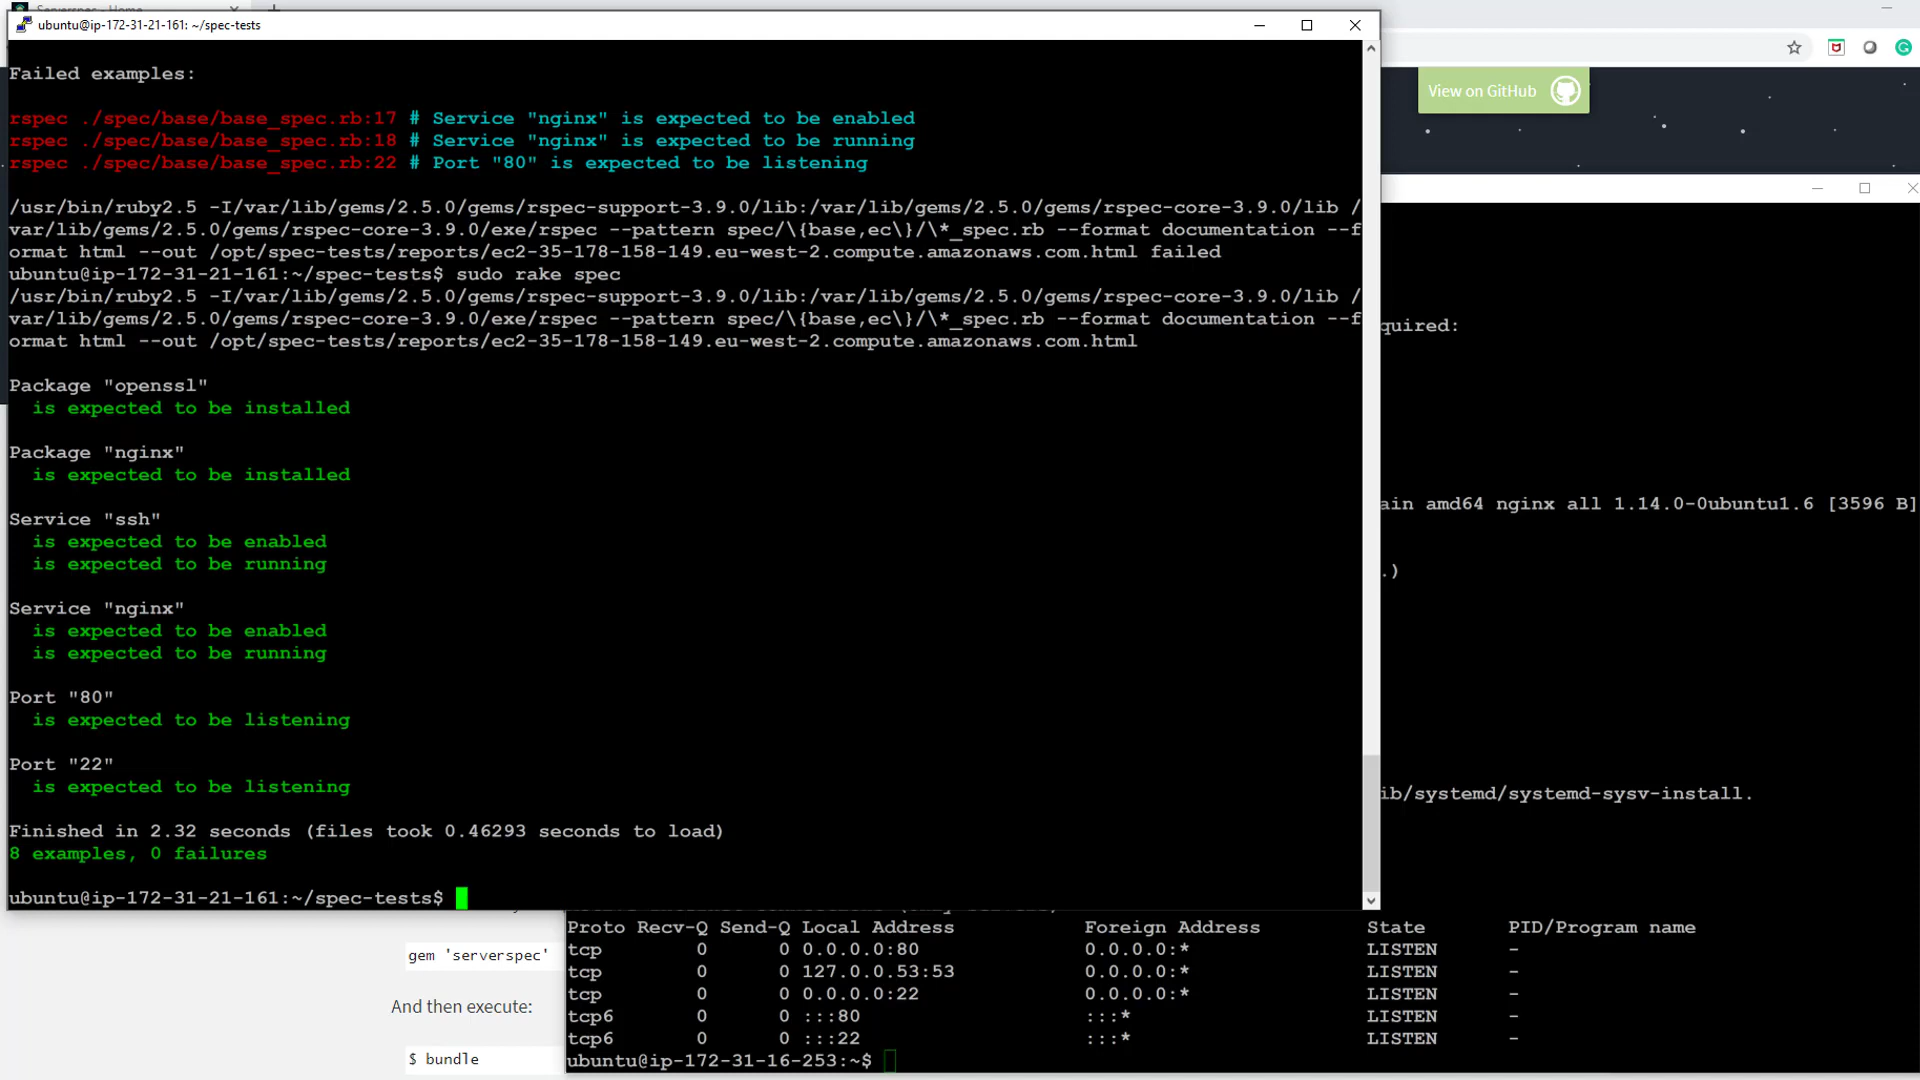 ubuntu@ip-172-31-21-161: ~/spec-tests
Failed examples:
rspec ./spec/base/base_spec.rb:17 # Service "nginx" is expected to be enabled
rspec ./spec/base/base_spec.rb:18 # Service "nginx" is expected to be running
rspec ./spec/base/base_spec.rb:22 # Port "80" is expected to be listening
/usr/bin/ruby2.5 -I/var/lib/gems/2.5.0/gems/rspec-support-3.9.0/lib:/var/lib/gems/2.5.0/gems/rspec-core-3.9.0/lib /
var/lib/gems/2.5.0/gems/rspec-core-3.9.0/exe/rspec --pattern spec/\{base,ec\}/\*_spec.rb --format documentation --f
ormat html --out /opt/spec-tests/reports/ec2-35-178-158-149.eu-west-2.compute.amazonaws.com.html failed
ubuntu@ip-172-31-21-161:~/spec-tests$ sudo rake spec
/usr/bin/ruby2.5 -I/var/lib/gems/2.5.0/gems/rspec-support-3.9.0/lib:/var/lib/gems/2.5.0/gems/rspec-core-3.9.0/lib /
var/lib/gems/2.5.0/gems/rspec-core-3.9.0/exe/rspec --pattern spec/\{base,ec\}/\*_spec.rb --format documentation --f
ormat html --out /opt/spec-tests/reports/ec2-35-178-158-149.eu-west-2.compute.amazonaws.com.html
Package "openssl"
is expected to be installed
Package "nginx"
is expected to be installed
Service "ssh"
is expected to be enabled
is expected to be running
Service "nginx"
is expected to be enabled
is expected to be running
Port "80"
is expected to be listening
Port "22"
is expected to be listening
Finished in 2.32 seconds (files took 0.46293 seconds to load)
8 examples, 0 failures
ubuntu@ip-172-31-21-161:~/spec-tests$
View on GitHub
quired:
ain amd64 nginx all 1.14.0-0ubuntu1.6 [3596 B]
.)
ib/systemd/systemd-sysv-install.
gem 'serverspec'
And then execute:
$ bundle
Proto Recv-Q Send-Q Local Address Foreign Address State PID/Program name
tcp 0 0 0.0.0.0:80 0.0.0.0:* LISTEN -
tcp 0 0 127.0.0.53:53 0.0.0.0:* LISTEN -
tcp 0 0 0.0.0.0:22 0.0.0.0:* LISTEN -
tcp6 0 0 :::80 :::* LISTEN -
tcp6 0 0 :::22 :::* LISTEN -
ubuntu@ip-172-31-16-253:~$